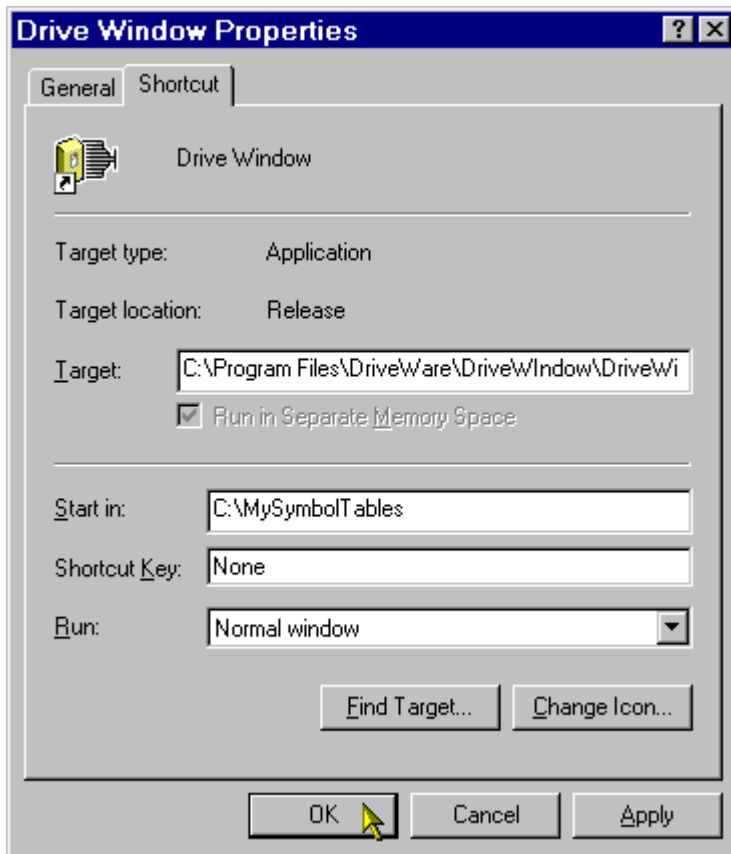 Drive Window Properties
General Shortcut
Drive Window
Target type: Application
Target location: Release
Target: C:\Program Files\DriveWare\DriveWIndow\DriveWi
Run in Separate Memory Space
Start in: C:\MySymbolTables
Shortcut Key: None
Run: Normal window
Find Target... Change Icon...
OK Cancel Apply